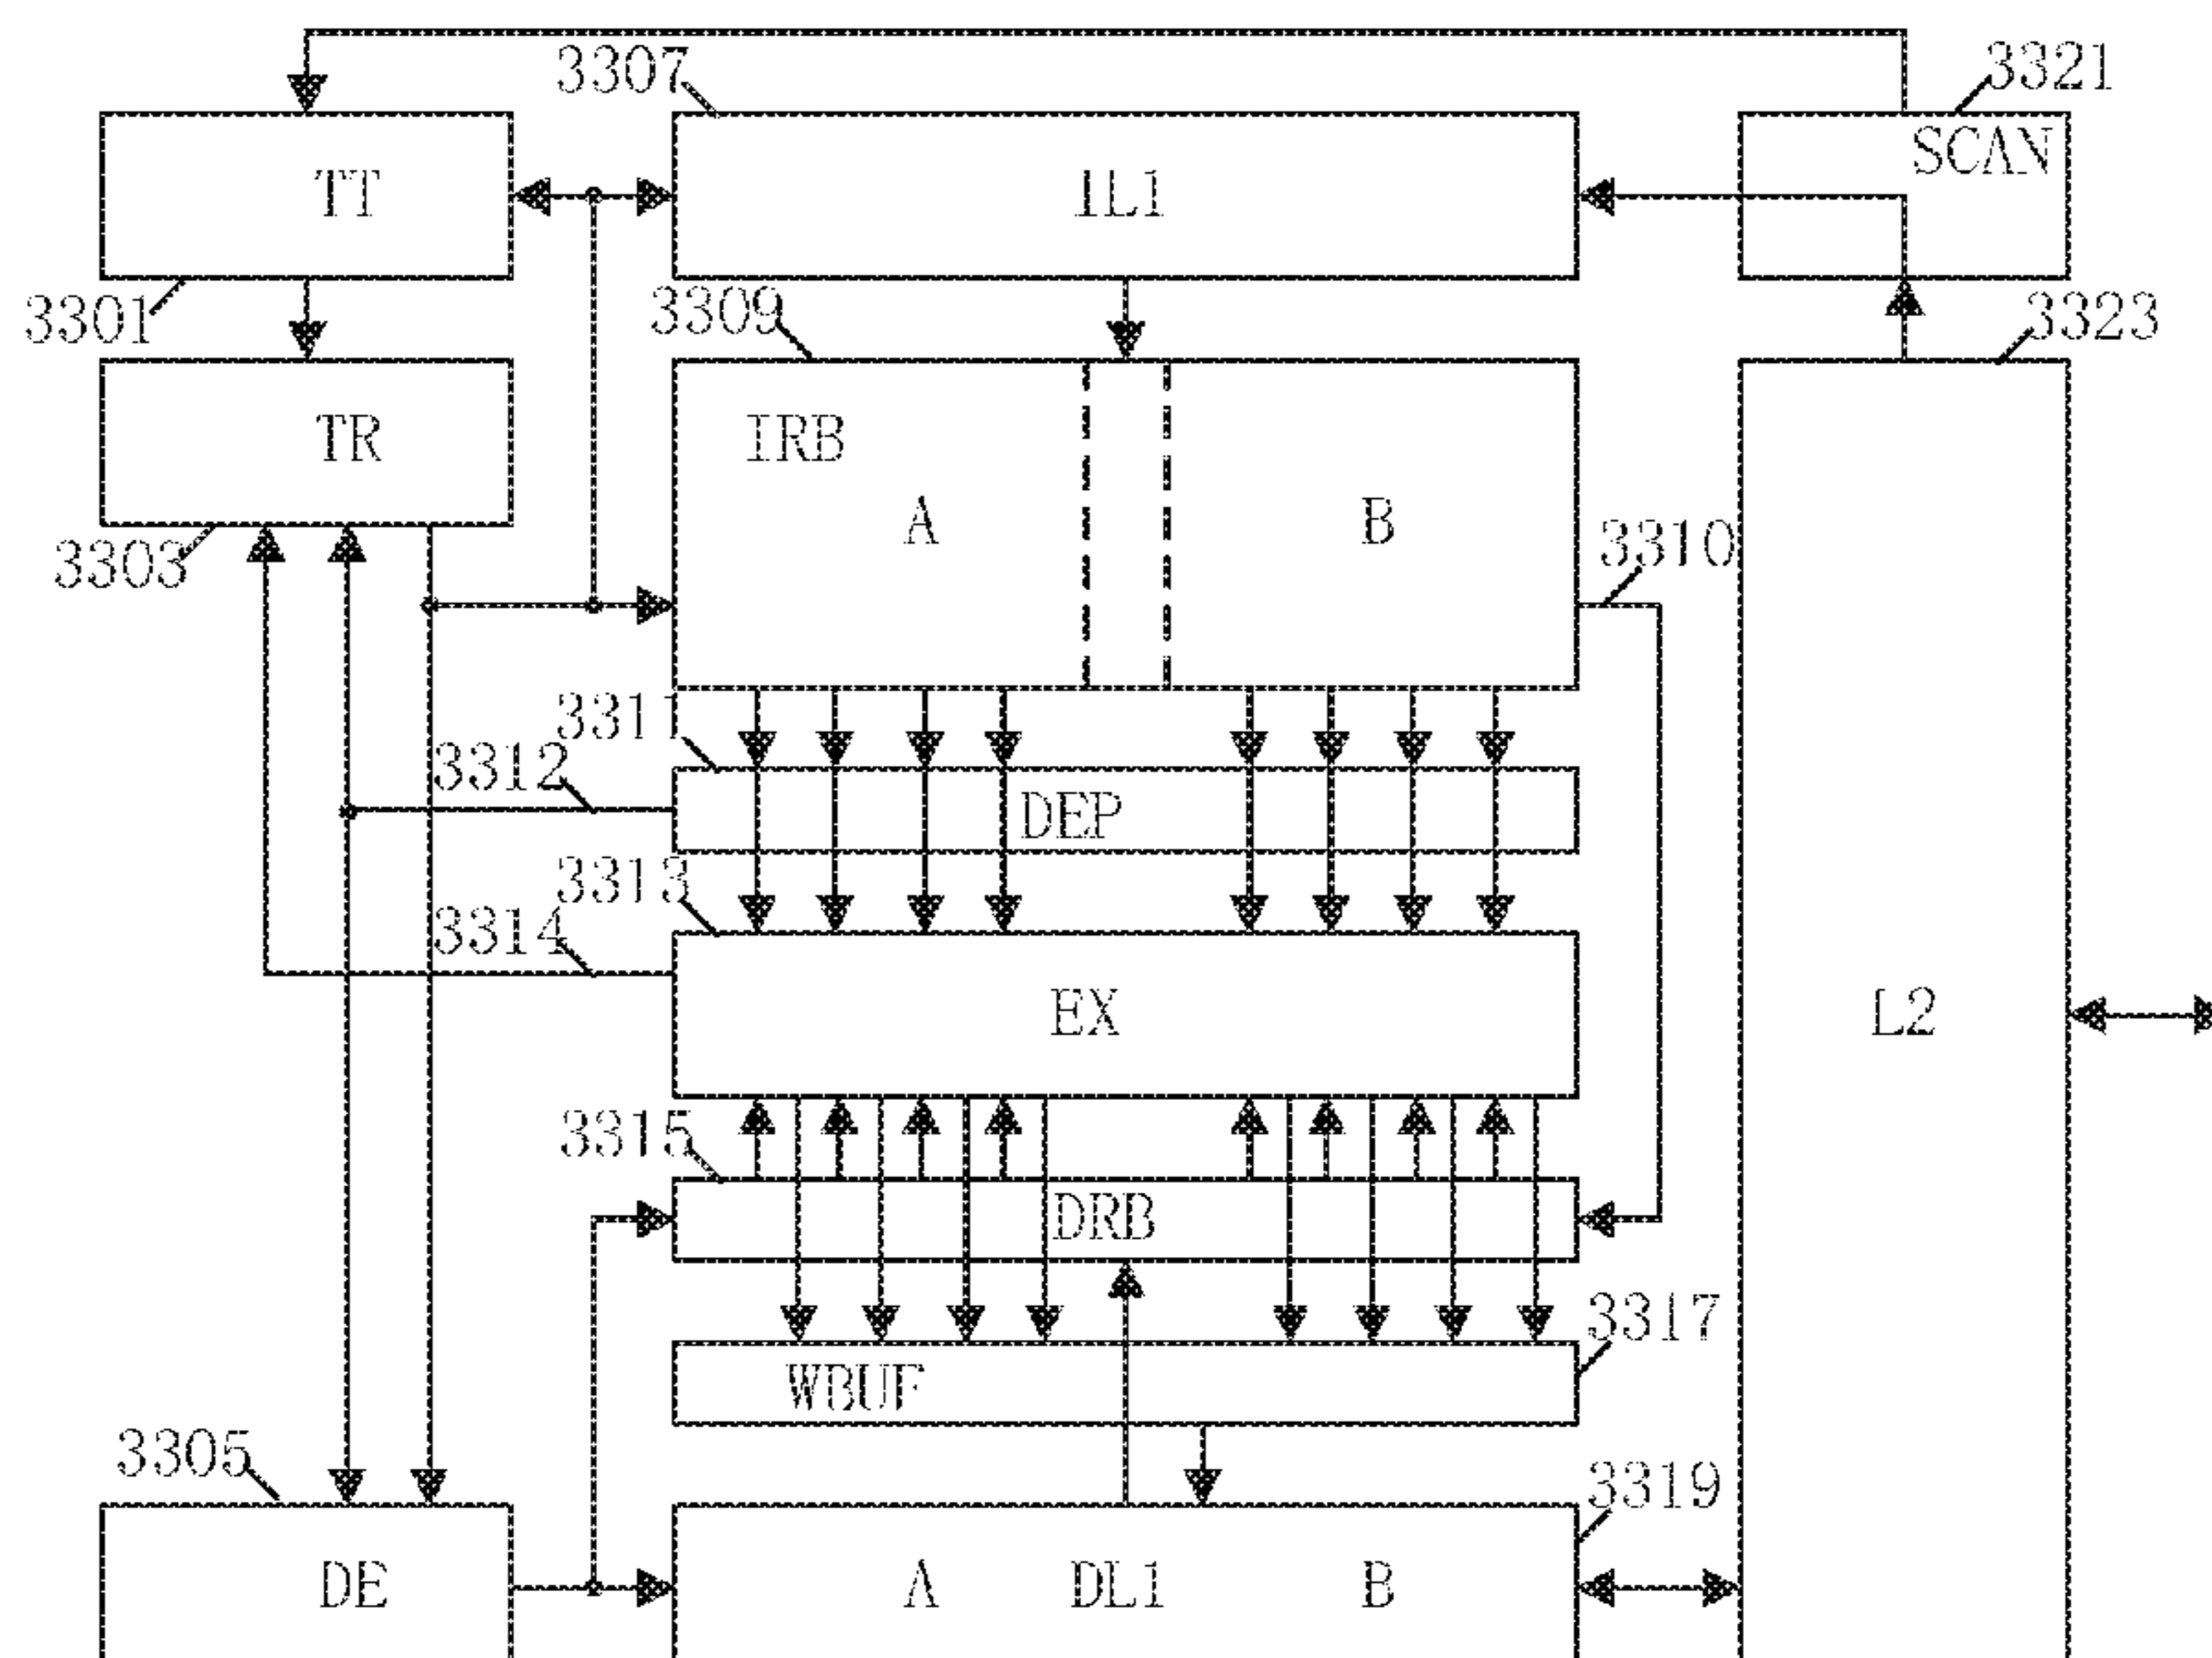 3307
3321
SCAN
TT
IL1
3301
3309
3323
TR
IRB
A
B
3310
3303
3311
3312
DEP
3313
3314
EX
L2
3315
DRB
3317
WBUF
3305
3319
DE
A
DL1
B